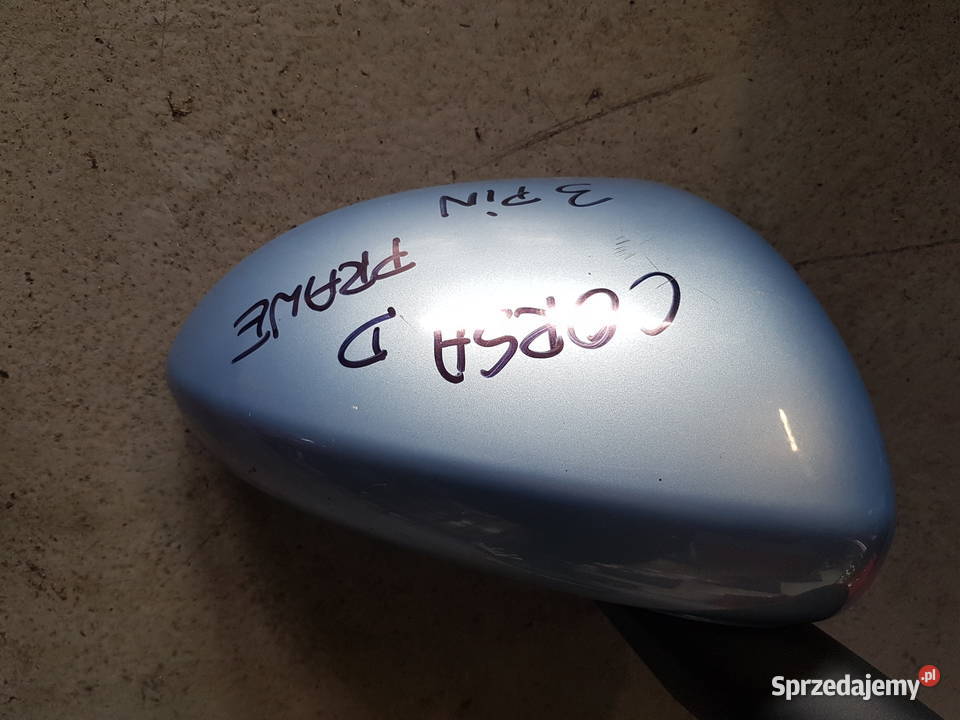 CORSA D
PRAWE
3 PiN
Sprzedajemy.pl